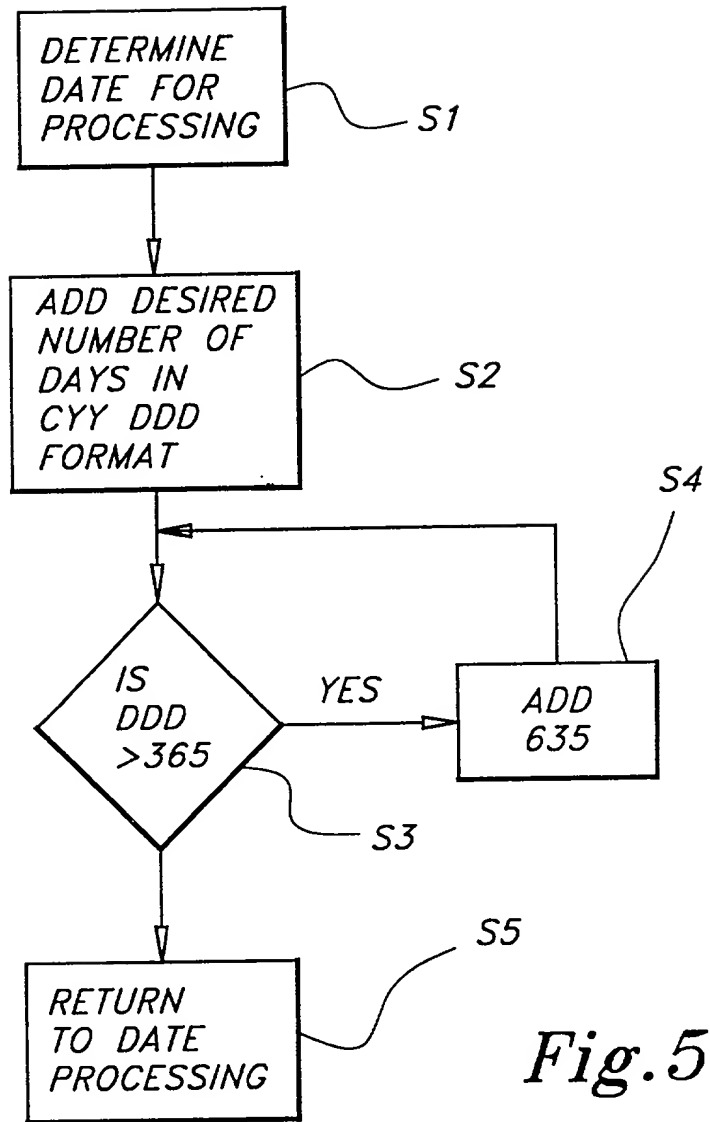 DETERMINE
DATE FOR
PROCESSING
S1
ADD DESIRED
NUMBER OF
DAYS IN
CYY DDD
FORMAT
S2
S4
IS
DDD
>365
YES
ADD
635
S3
S5
RETURN
TO DATE
PROCESSING
Fig.5